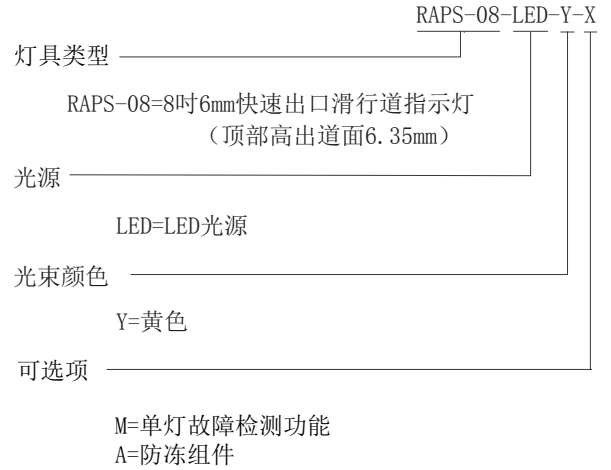 RAPS-08-LED-Y-X
灯具类型
RAPS-08=8吋6mm快速出口滑行道指示灯
（顶部高出道面6.35mm）
光源
LED=LED光源
光束颜色
Y=黄色
可选项
M=单灯故障检测功能
A=防冻组件